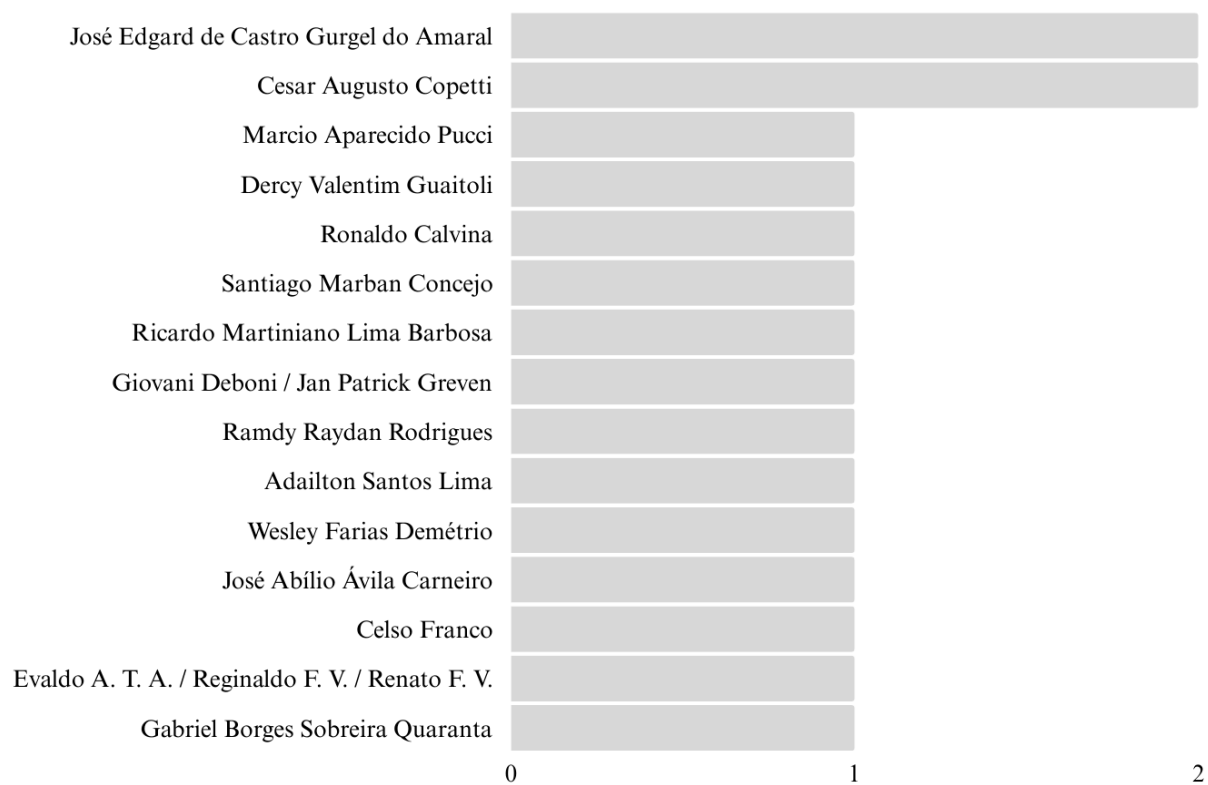 José Edgard de Castro Gurgel do Amaral
Cesar Augusto Copetti
Marcio Aparecido Pucci
Dercy Valentim Guaitoli
Ronaldo Calvina
Santiago Marban Concejo
Ricardo Martiniano Lima Barbosa
Giovani Deboni / Jan Patrick Greven
Ramdy Raydan Rodrigues
Adailton Santos Lima
Wesley Farias Demétrio
José Abílio Ávila Carneiro
Celso Franco
Evaldo A. T. A. / Reginaldo F. V. / Renato F. V.
Gabriel Borges Sobreira Quaranta
0 1 2